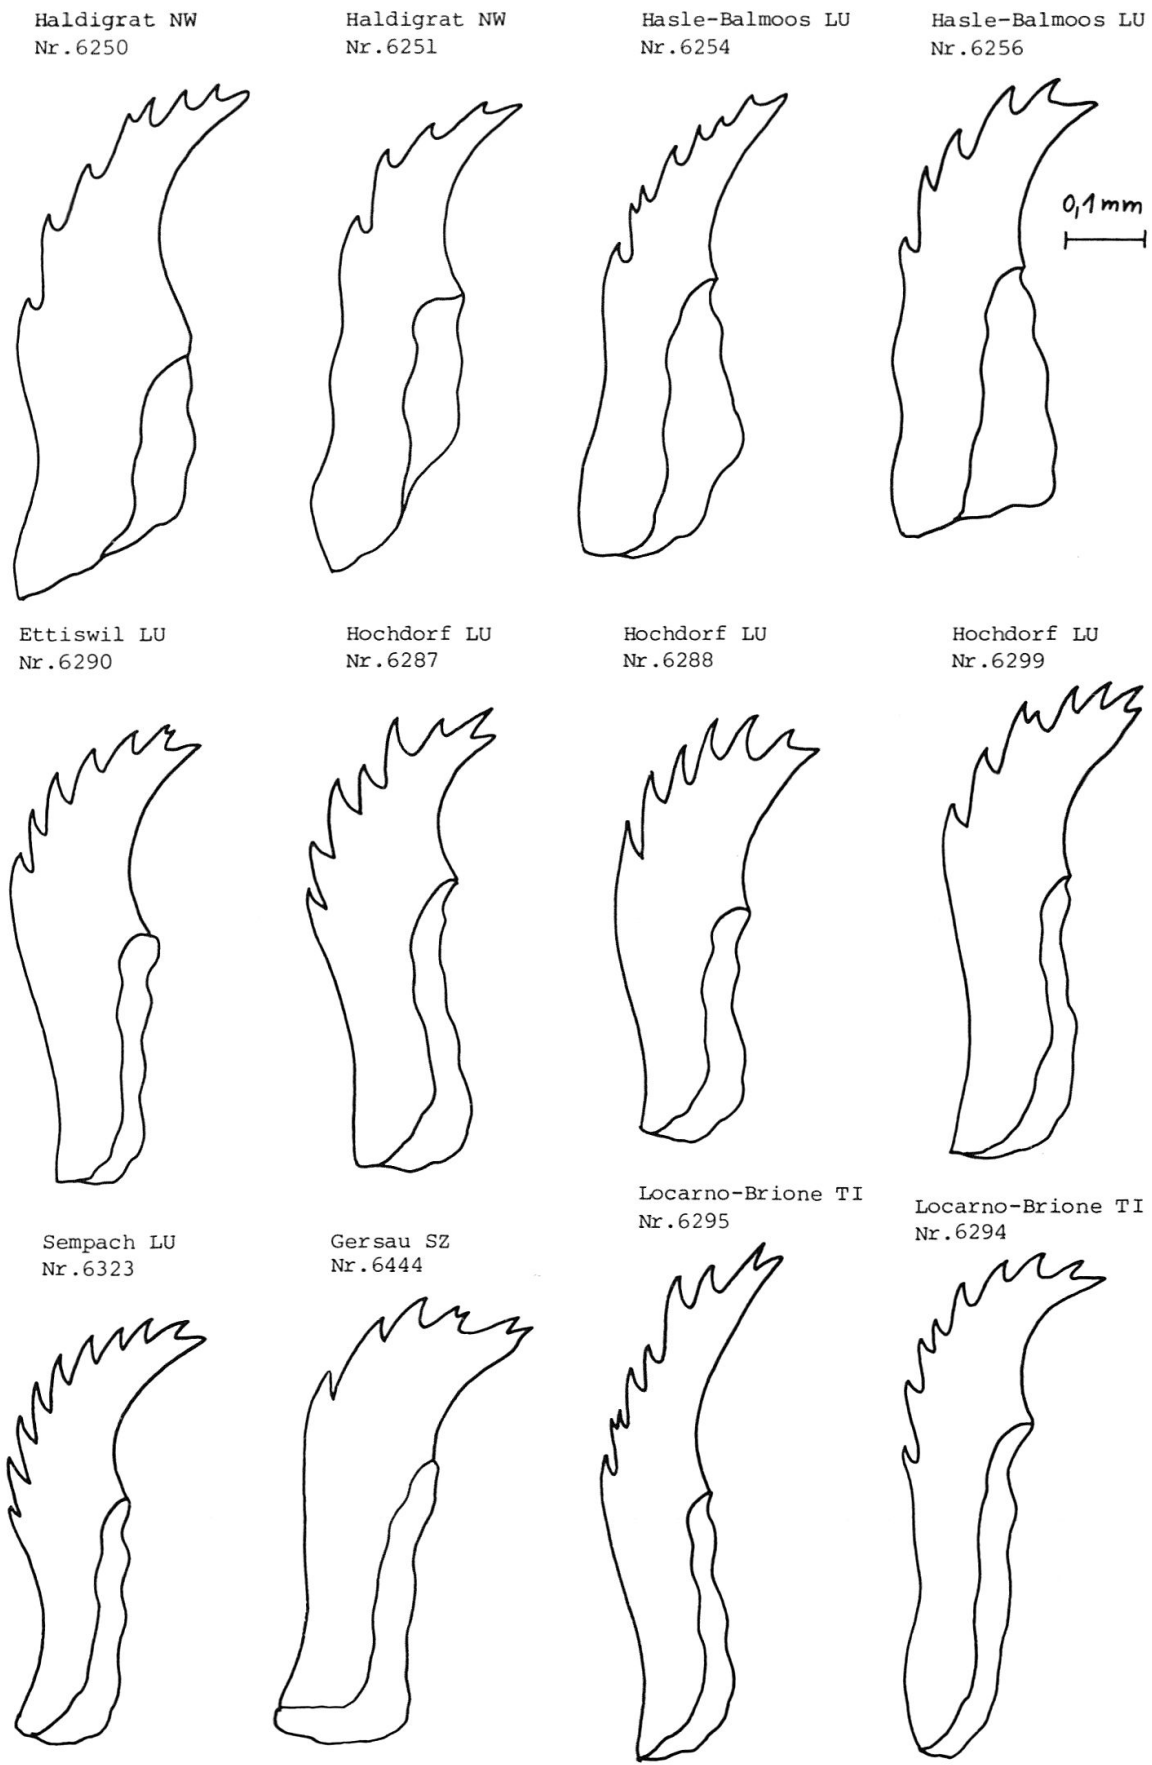 Haldigrat NW
Nr.6250
Haldigrat NW
Nr.6251
Hasle-Balmoos LU
Nr.6254
Hasle-Balmoos LU
Nr.6256
0,1mm
Ettiswil LU
Nr.6290
Hochdorf LU
Nr.6287
Hochdorf LU
Nr.6288
Hochdorf LU
Nr.6299
Sempach LU
Nr.6323
Gersau SZ
Nr.6444
Locarno-Brione TI
Nr.6295
Locarno-Brione TI
Nr.6294